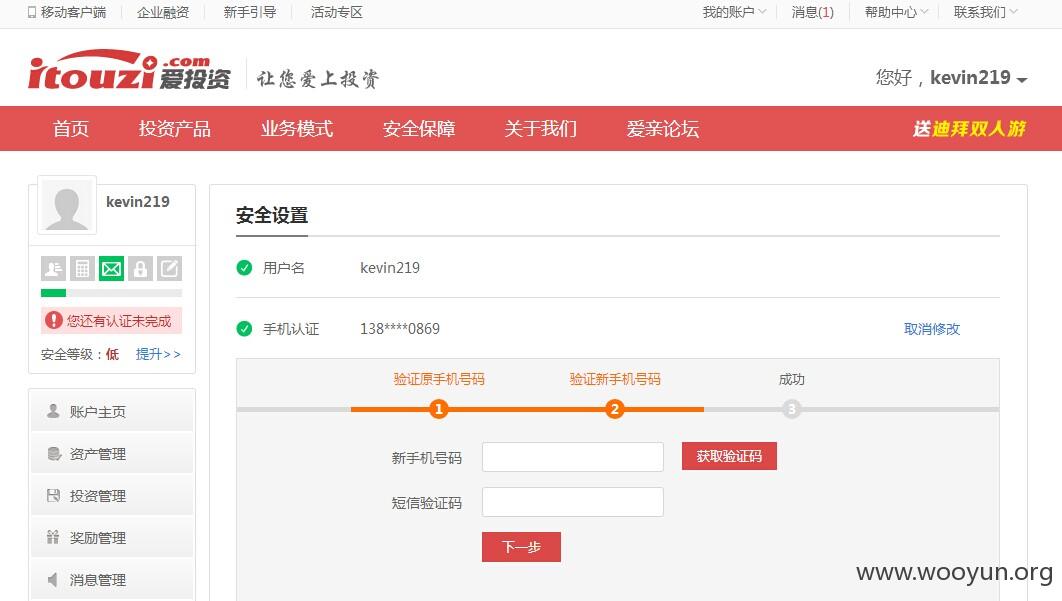 移动客户端 企业融资 新手引导 活动专区 我的账户 消息(1) 帮助中心 联系我们
itouzi.com 爱投资 让您爱上投资 您好，kevin219
首页 投资产品 业务模式 安全保障 关于我们 爱亲论坛 送迪拜双人游
kevin219
您还有认证未完成
安全等级：低 提升>>
账户主页
资产管理
投资管理
奖励管理
消息管理
安全设置
用户名 kevin219
手机认证 138****0869 取消修改
验证原手机号码 验证新手机号码 成功
1 2 3
新手机号码 获取验证码
短信验证码
下一步
www.wooyun.org